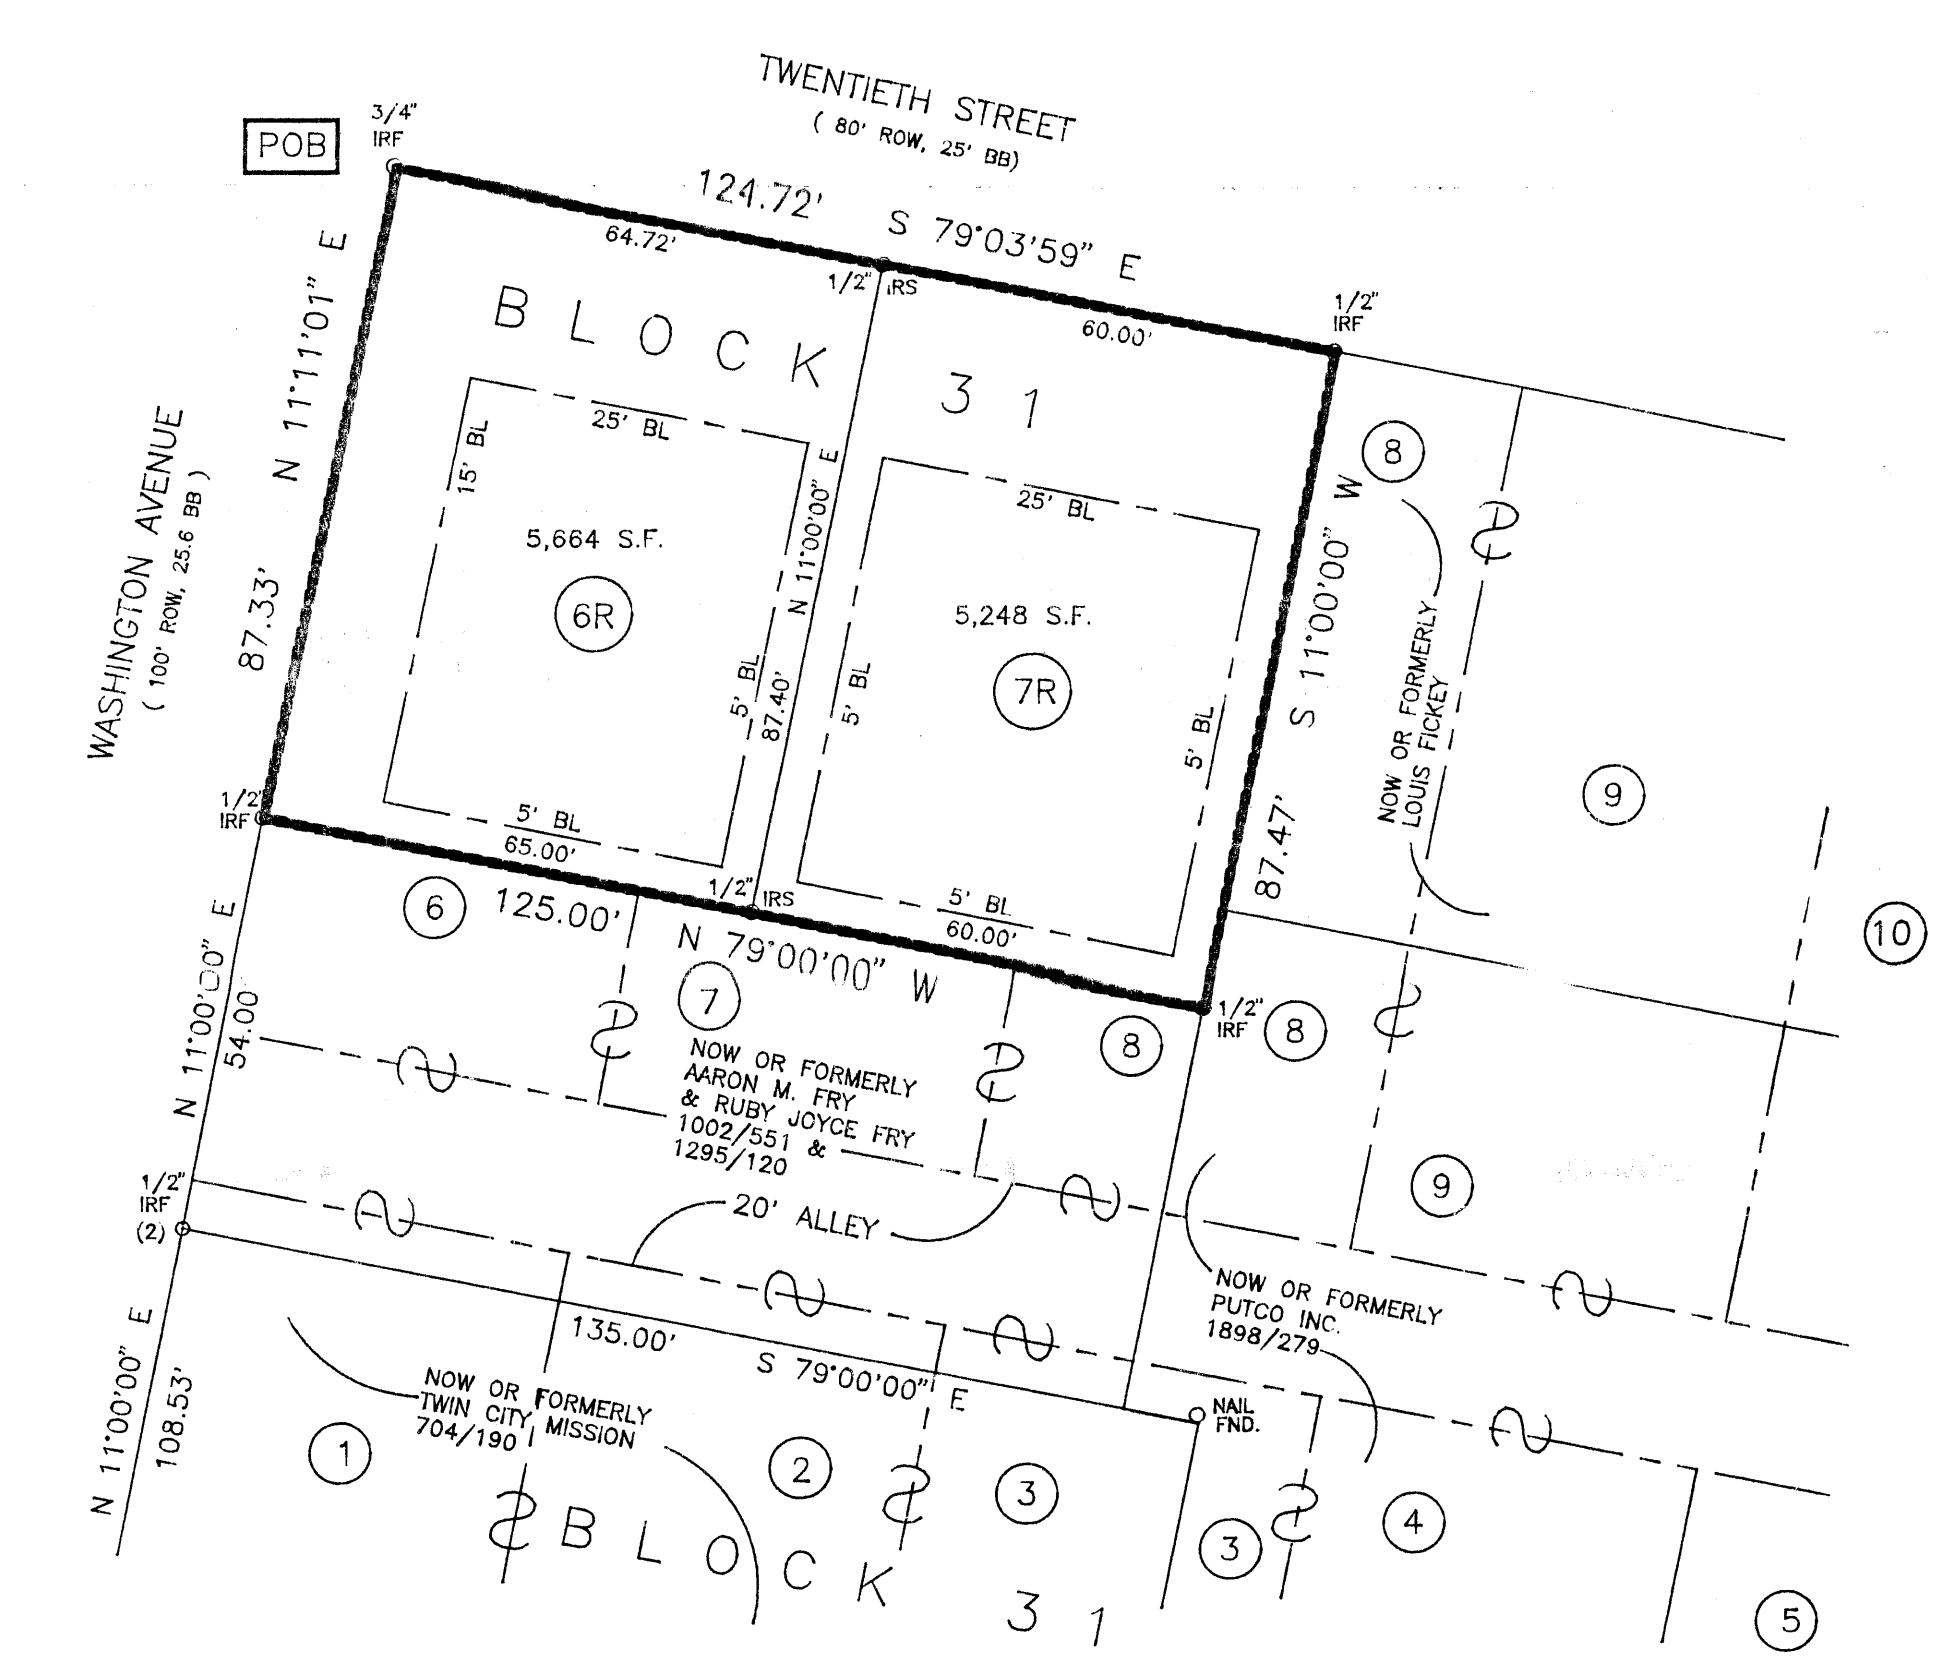 TWENTIETH STREET
( 80' ROW, 25' BB)
3/4"
IRF
POB
124.72'
S 79°03'59" E
64.72'
1/2" IRS
60.00'
1/2"
IRF
N 11°11'01" E
87.33'
WASHINGTON AVENUE
( 100' ROW, 25.6 BB )
BLOCK
31
25' BL
15' BL
5,664 S.F.
6R
5' BL
N 11°00'00" E
87.40'
25' BL
5,248 S.F.
7R
5' BL
5' BL
S 11°00'00" W
87.47'
8
NOW OR FORMERLY
LOUIS FICKEY
9
10
1/2"
IRF
5' BL
65.00'
1/2" IRS
5' BL
60.00'
6
125.00'
N 79°00'00" W
7
8
1/2"
IRF
8
N 11°00'00" E
54.00'
NOW OR FORMERLY
AARON M. FRY
& RUBY JOYCE FRY
1002/551 &
1295/120
9
1/2"
IRF
(2)
20' ALLEY
NOW OR FORMERLY
PUTCO INC.
1898/279
135.00'
S 79°00'00" E
NAIL
FND.
N 11°00'00" E
108.53'
NOW OR FORMERLY
TWIN CITY MISSION
704/190
1
2
3
3
4
5
BLOCK
31